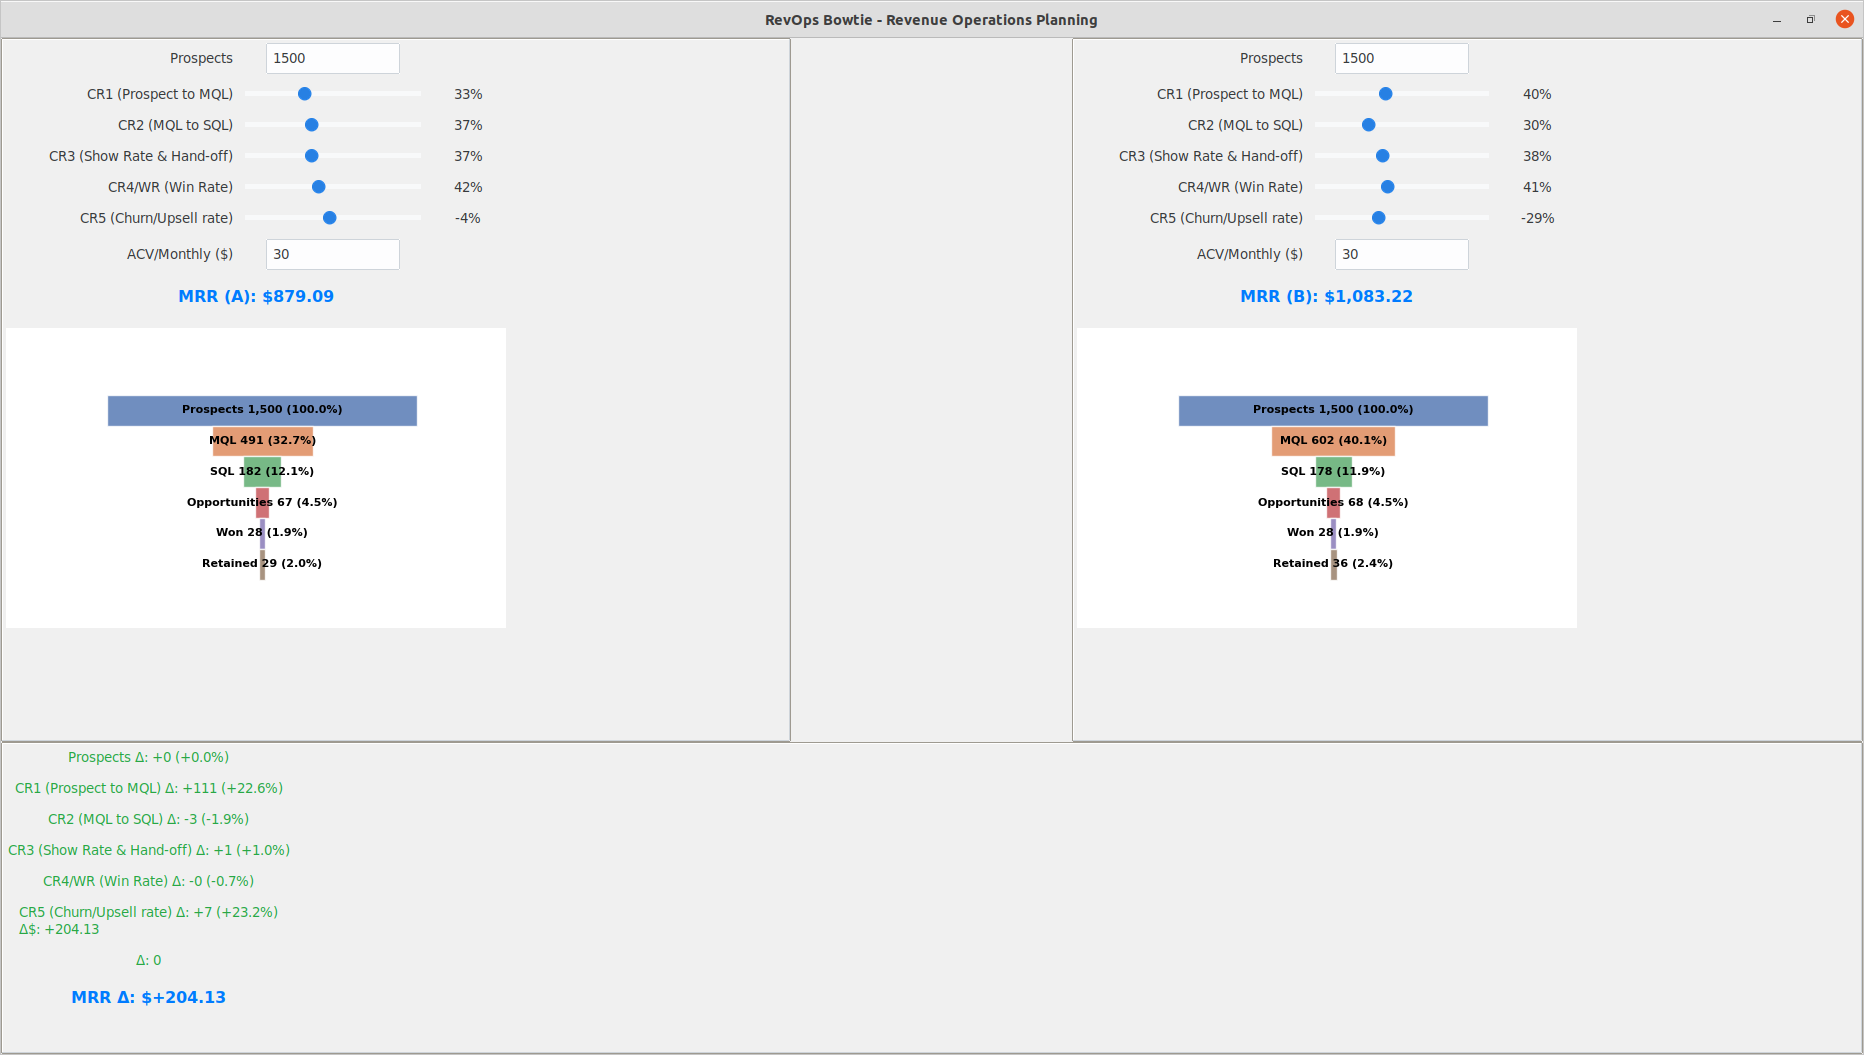 RevOps Bowtie - Revenue Operations Planning
Prospects 1500
CR1 (Prospect to MQL) 33%
CR2 (MQL to SQL) 37%
CR3 (Show Rate & Hand-off) 37%
CR4/WR (Win Rate) 42%
CR5 (Churn/Upsell rate) -4%
ACV/Monthly ($) 30
MRR (A): $879.09
Prospects 1,500 (100.0%)
MQL 491 (32.7%)
SQL 182 (12.1%)
Opportunities 67 (4.5%)
Won 28 (1.9%)
Retained 29 (2.0%)
Prospects 1500
CR1 (Prospect to MQL) 40%
CR2 (MQL to SQL) 30%
CR3 (Show Rate & Hand-off) 38%
CR4/WR (Win Rate) 41%
CR5 (Churn/Upsell rate) -29%
ACV/Monthly ($) 30
MRR (B): $1,083.22
Prospects 1,500 (100.0%)
MQL 602 (40.1%)
SQL 178 (11.9%)
Opportunities 68 (4.5%)
Won 28 (1.9%)
Retained 36 (2.4%)
Prospects Δ: +0 (+0.0%)
CR1 (Prospect to MQL) Δ: +111 (+22.6%)
CR2 (MQL to SQL) Δ: -3 (-1.9%)
CR3 (Show Rate & Hand-off) Δ: +1 (+1.0%)
CR4/WR (Win Rate) Δ: -0 (-0.7%)
CR5 (Churn/Upsell rate) Δ: +7 (+23.2%)
Δ$: +204.13
Δ: 0
MRR Δ: $+204.13